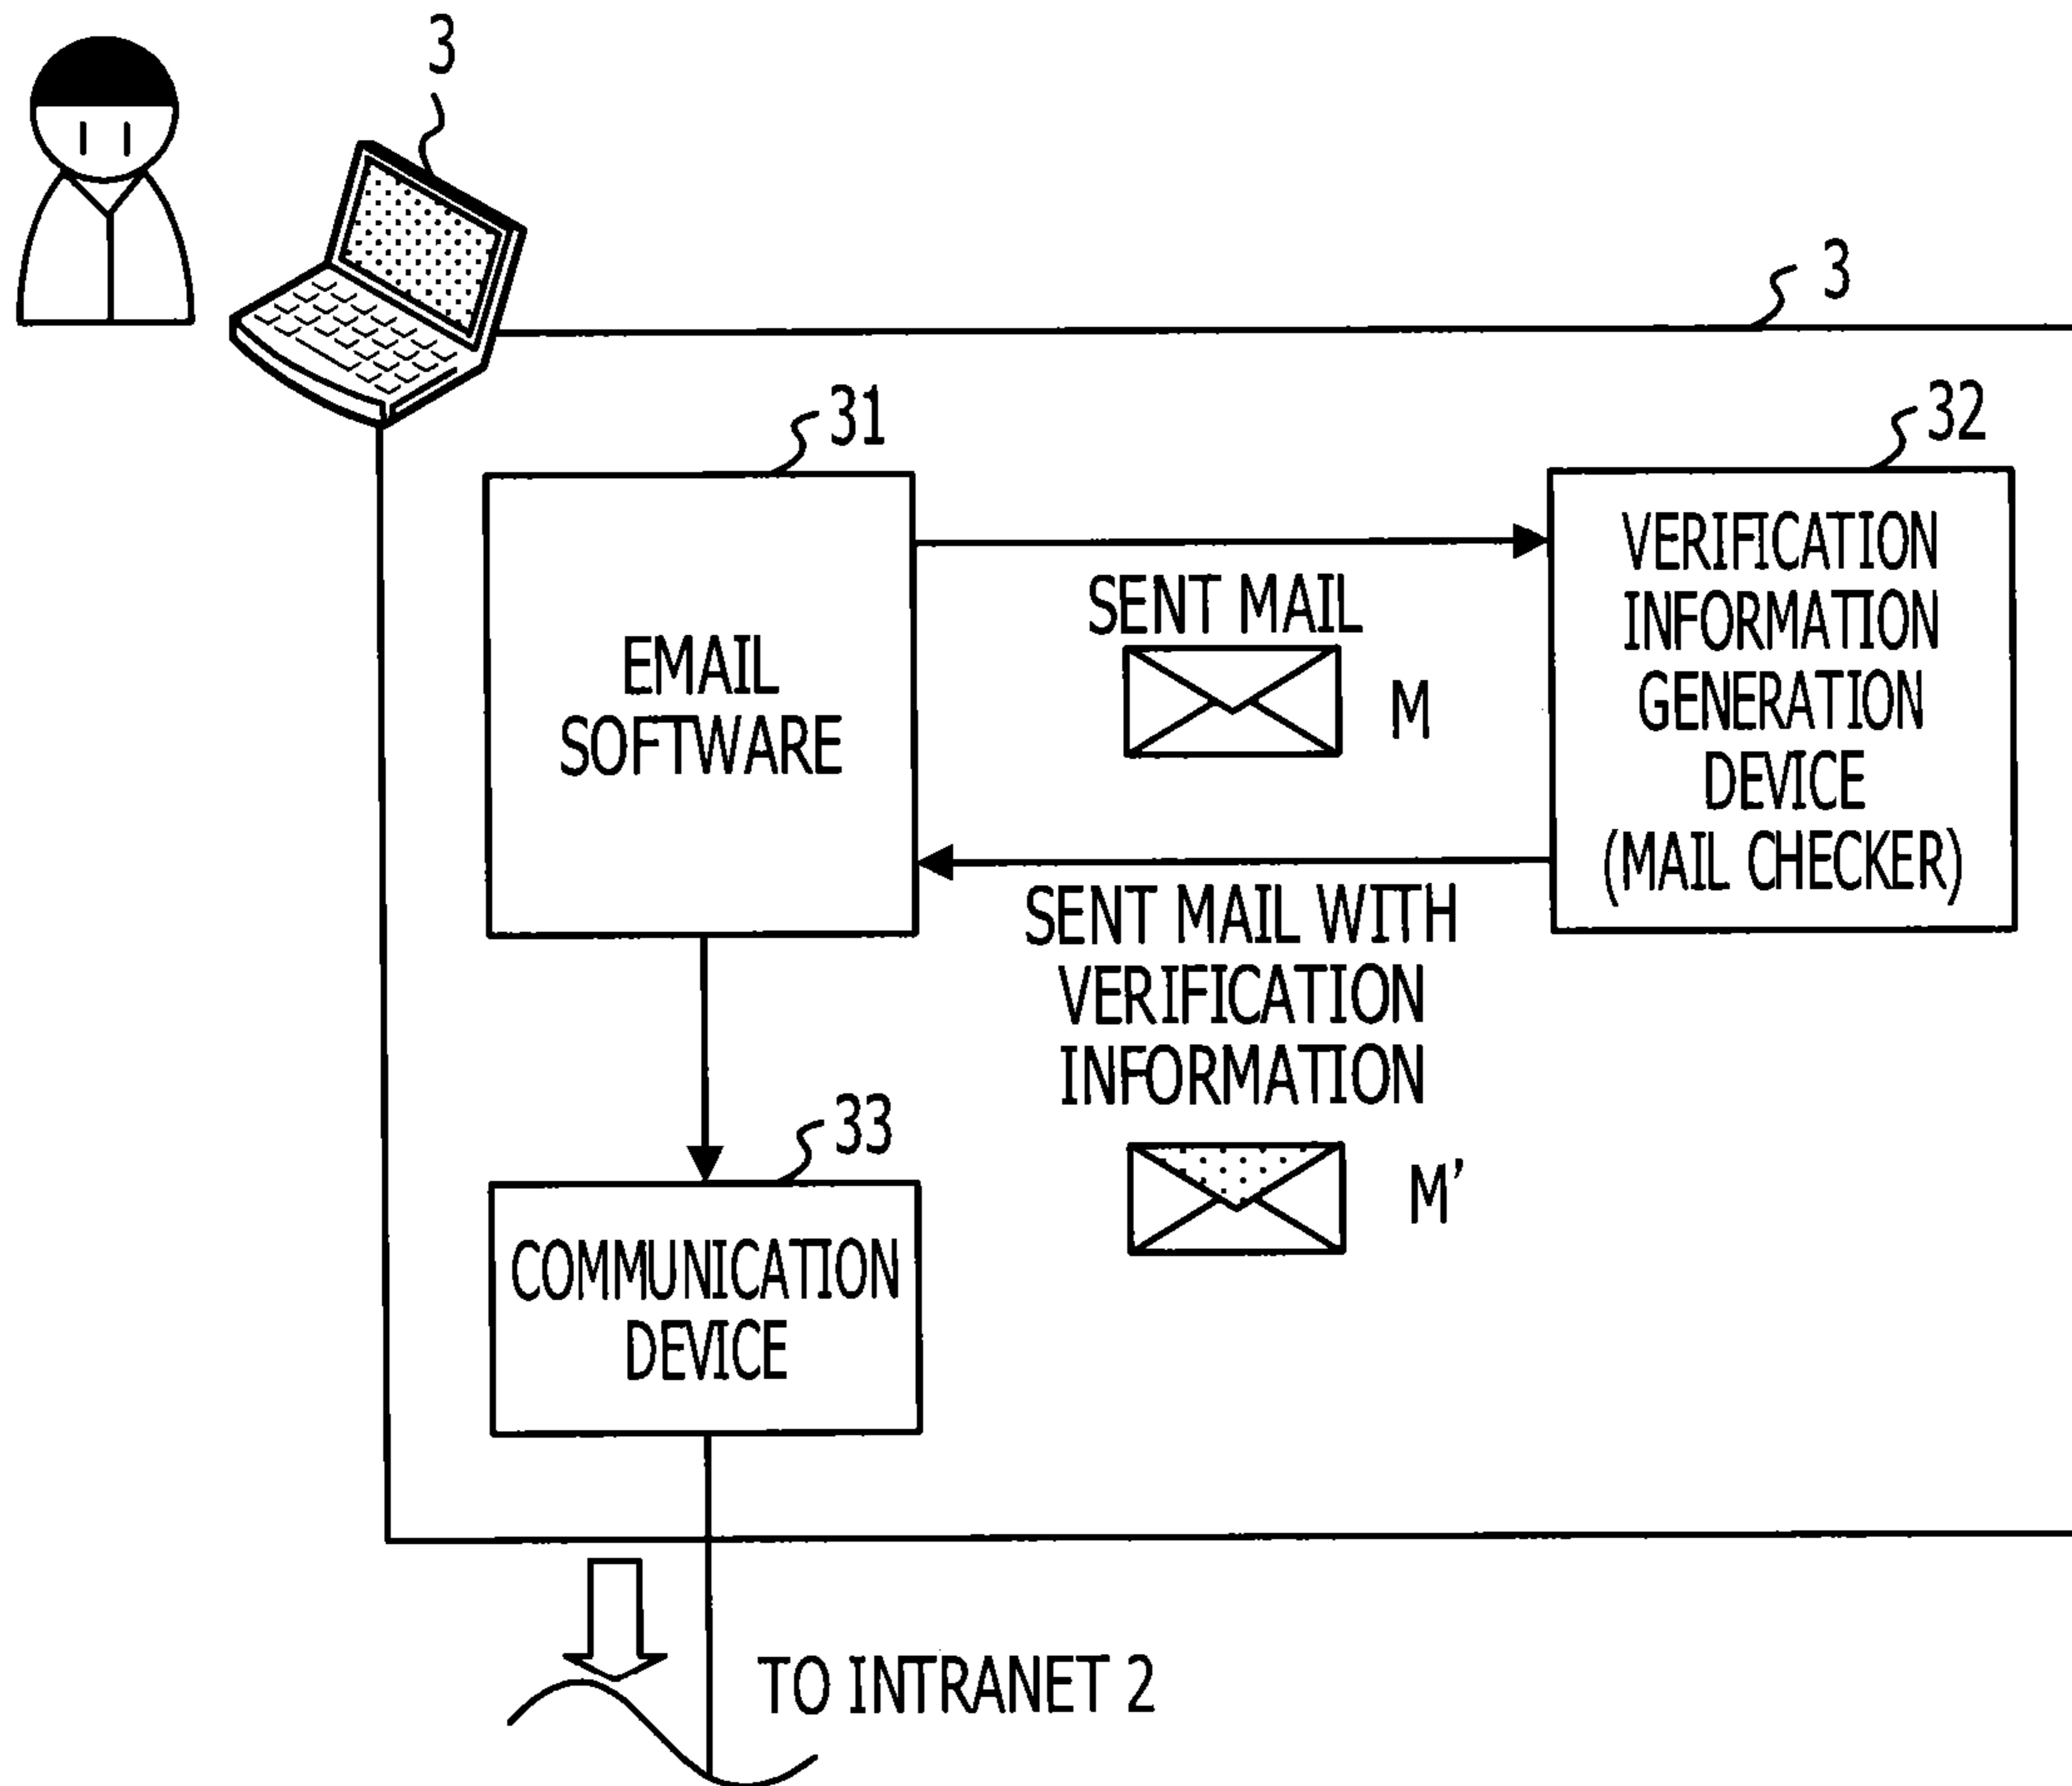 3
3
31
32
EMAIL
SOFTWARE
SENT MAIL
M
VERIFICATION
INFORMATION
GENERATION
DEVICE
(MAIL CHECKER)
SENT MAIL WITH
VERIFICATION
INFORMATION
M'
33
COMMUNICATION
DEVICE
TO INTRANET 2